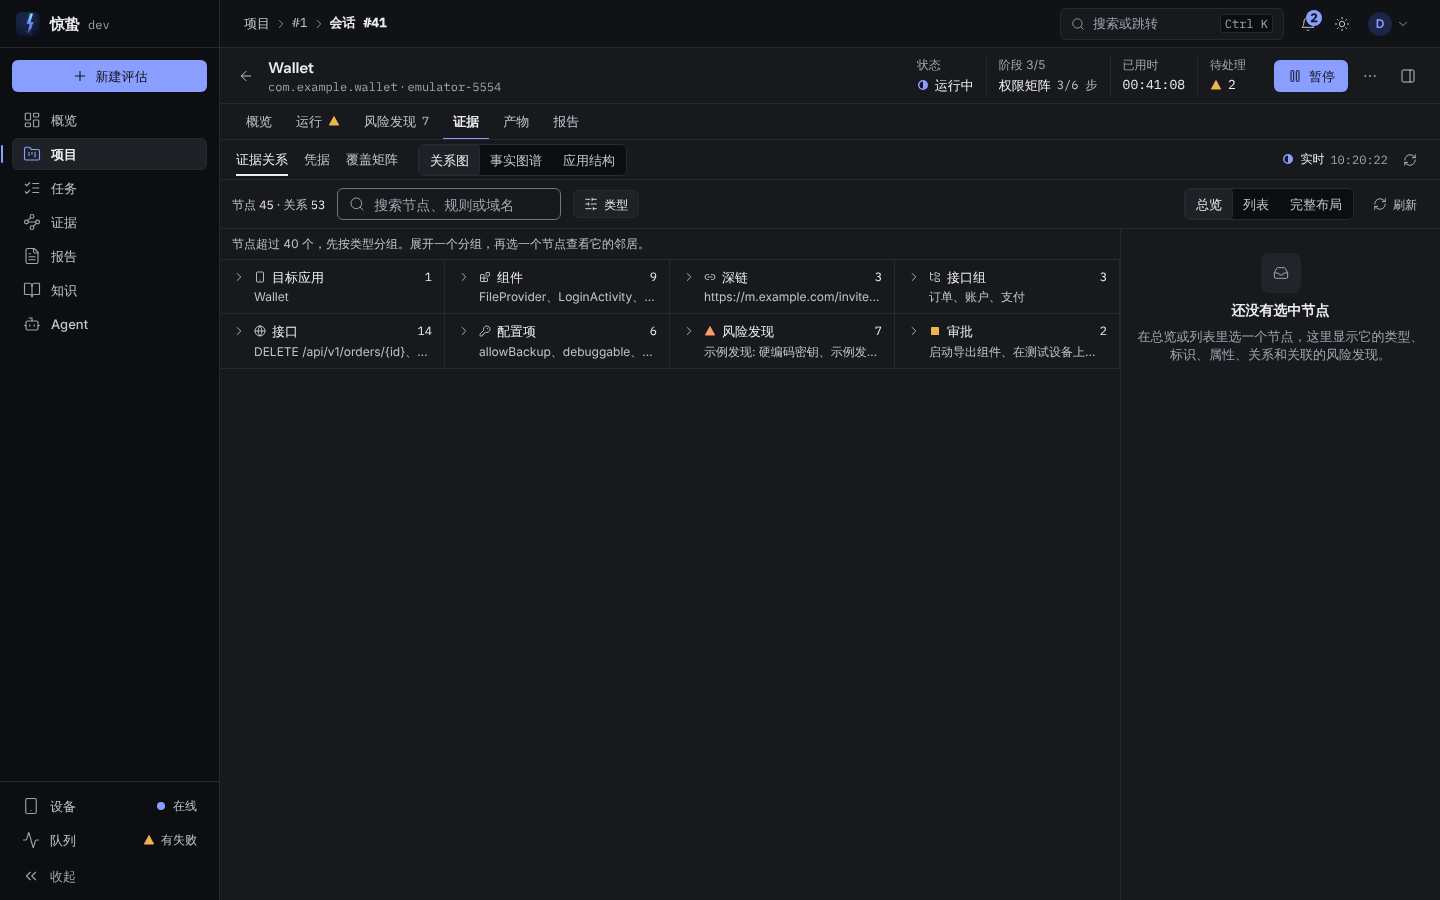 惊蛰 dev
项目 > #1 > 会话 #41
搜索或跳转 Ctrl K
2
D
新建评估
概览
项目
任务
证据
报告
知识
Agent
设备 在线
队列 有失败
收起
Wallet
com.example.wallet · emulator-5554
状态
运行中
阶段 3/5
权限矩阵 3/6 步
已用时
00:41:08
待处理
2
暂停
概览 运行 风险发现 7 证据 产物 报告
证据关系 凭据 覆盖矩阵 关系图 事实图谱 应用结构
实时 10:20:22
节点 45 · 关系 53
搜索节点、规则或域名
类型
总览 列表 完整布局
刷新
节点超过 40 个，先按类型分组。展开一个分组，再选一个节点查看它的邻居。
目标应用 1
Wallet
组件 9
FileProvider、LoginActivity、...
深链 3
https://m.example.com/invite...
接口组 3
订单、账户、支付
接口 14
DELETE /api/v1/orders/{id}、...
配置项 6
allowBackup、debuggable、...
风险发现 7
示例发现: 硬编码密钥、示例发...
审批 2
启动导出组件、在测试设备上...
还没有选中节点
在总览或列表里选一个节点，这里显示它的类型、
标识、属性、关系和关联的风险发现。